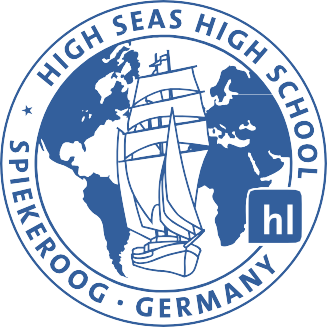 HIGH SEAS HIGH SCHOOL
SPIEKEROOG · GERMANY
hl